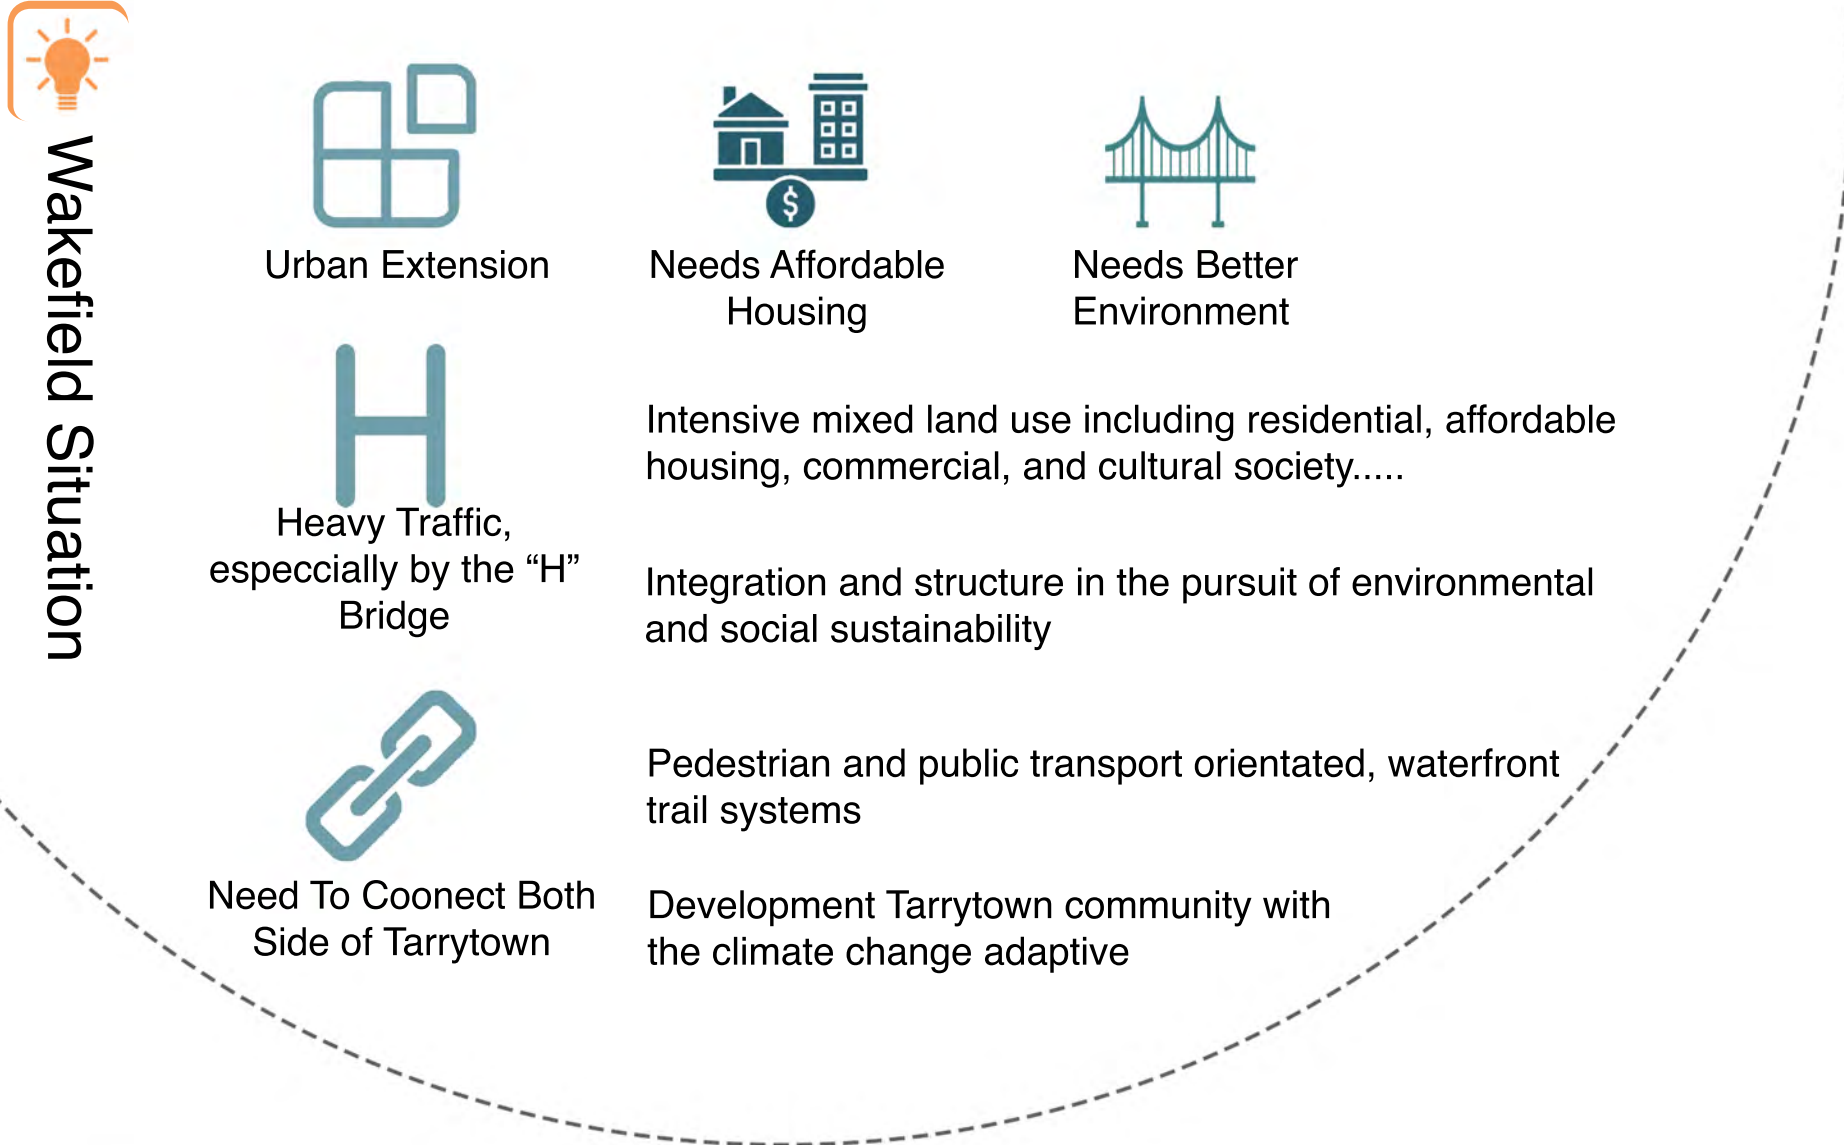 Wakefield Situation
Urban Extension
Needs Affordable
Housing
Needs Better
Environment
H
Heavy Traffic,
especcially by the “H”
Bridge
Intensive mixed land use including residential, affordable
housing, commercial, and cultural society.....
Integration and structure in the pursuit of environmental
and social sustainability
Need To Coonect Both
Side of Tarrytown
Pedestrian and public transport orientated, waterfront
trail systems
Development Tarrytown community with
the climate change adaptive